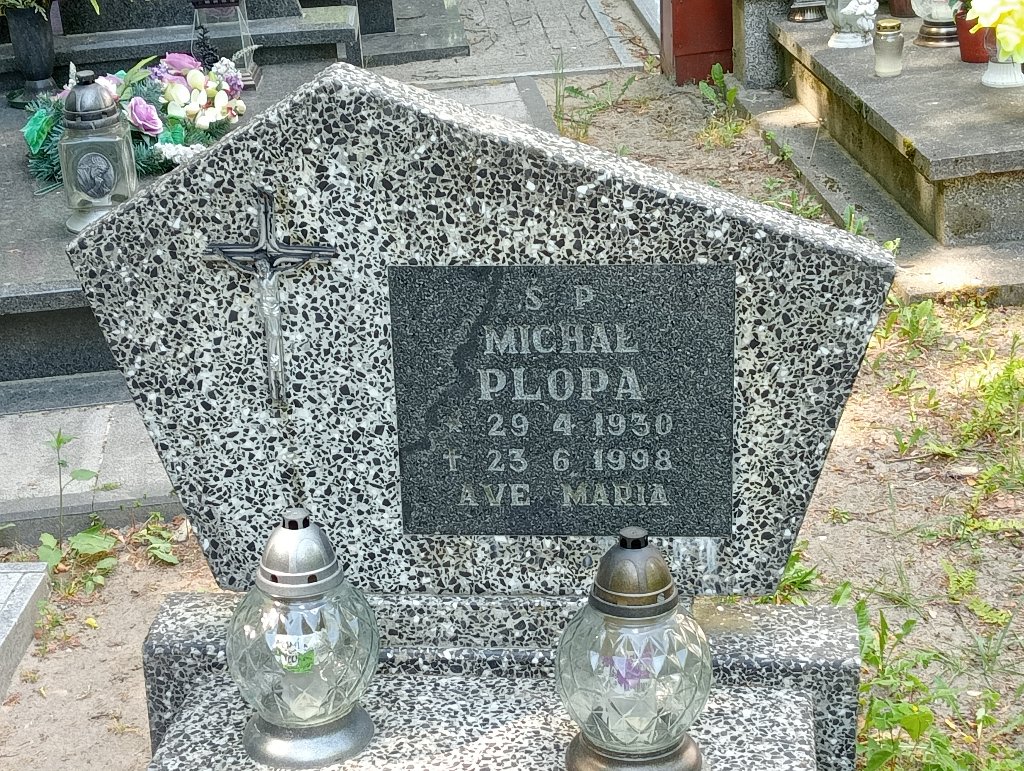 Ś P
MICHAŁ
PLOPA
* 29 4 1930
† 23 6 1998
AVE MARIA